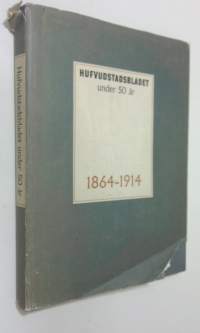 Hufvudstadsbladet under 50 år
HUFVUDSTADSBLADET
under 50 år
1864-1914